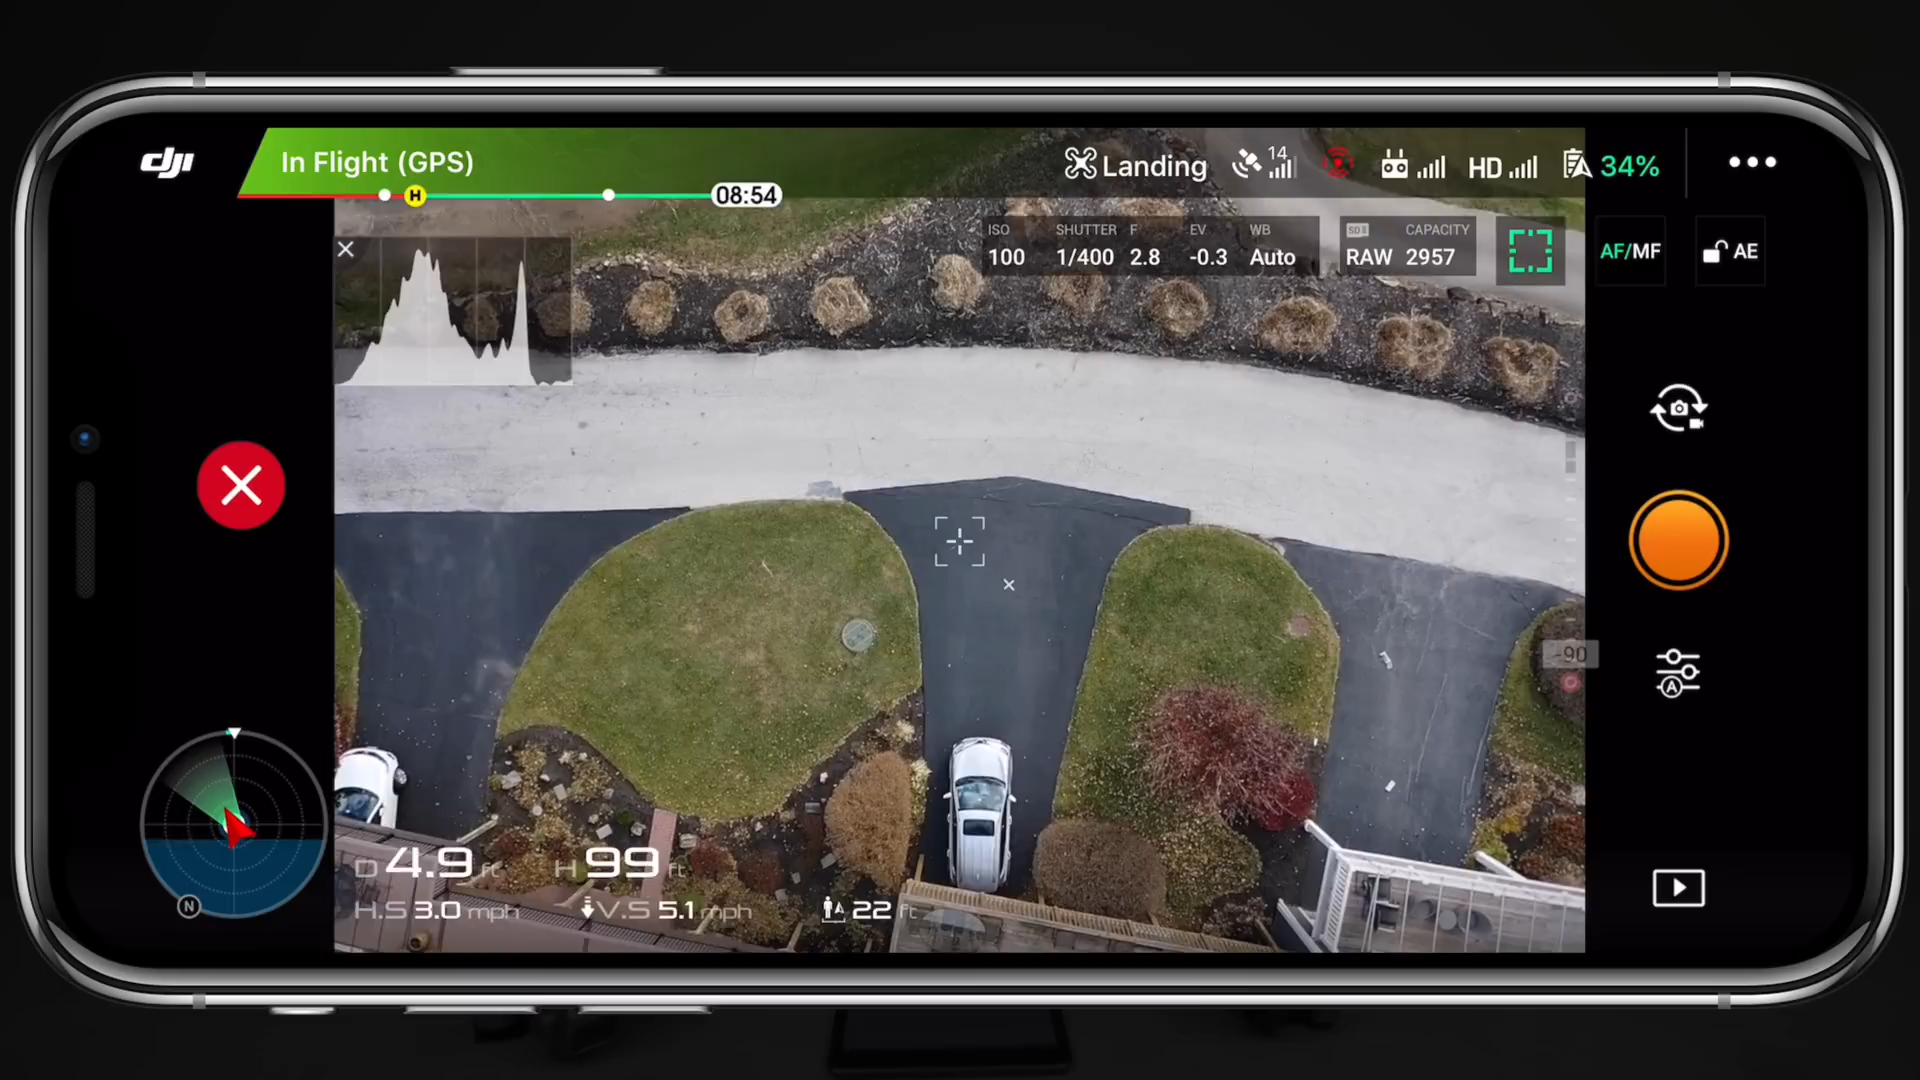 dji
In Flight (GPS)
H
08:54
Landing
14
HD
34%
ISO
100
SHUTTER
1/400
F
2.8
EV
-0.3
WB
Auto
SD
RAW
CAPACITY
2957
AF/MF
AE
-90
A
N
D 4.9 ft
H 99 ft
H.S 3.0 mph
V.S 5.1 mph
22 ft